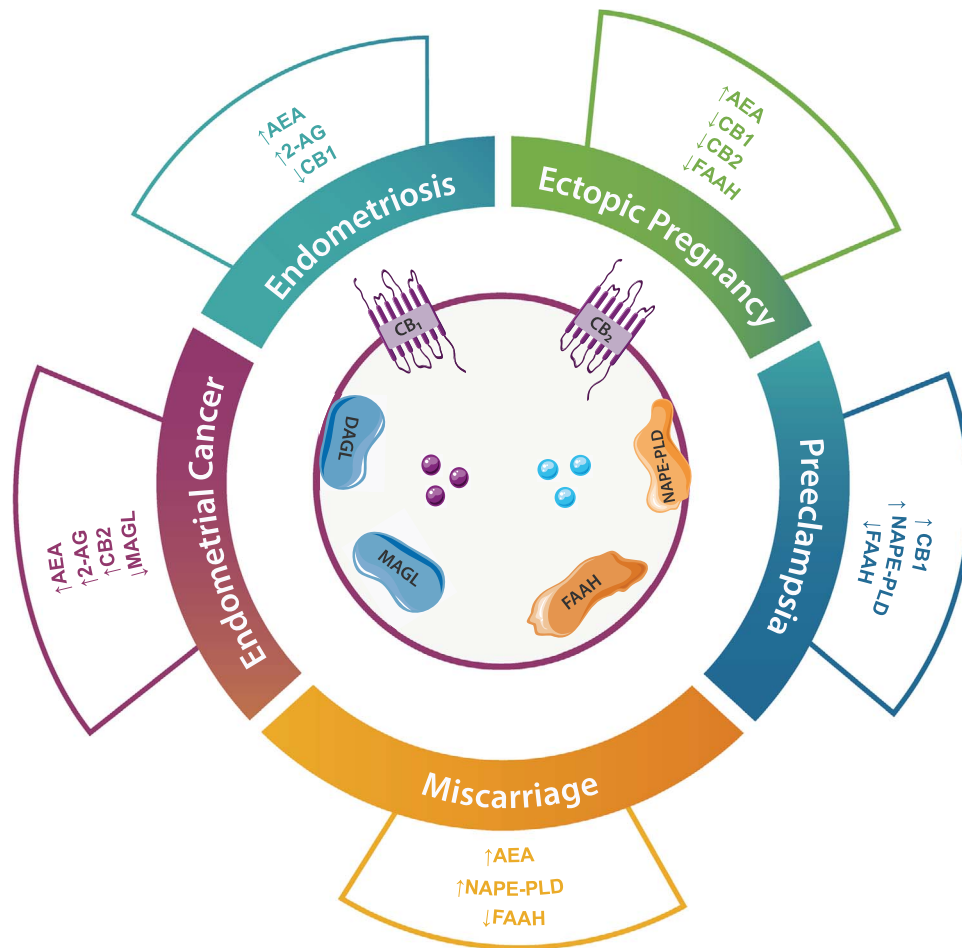 Endometriosis
↑AEA
↑2-AG
↓CB1
Ectopic Pregnancy
↑AEA
↓CB1
↓CB2
↓FAAH
Preeclampsia
↑ CB1
↑ NAPE-PLD
↓FAAH
Miscarriage
↑AEA
↑NAPE-PLD
↓FAAH
Endometrial Cancer
↑AEA
↑2-AG
↑CB2
↓MAGL
CB₁
CB₂
DAGL
NAPE-PLD
MAGL
FAAH